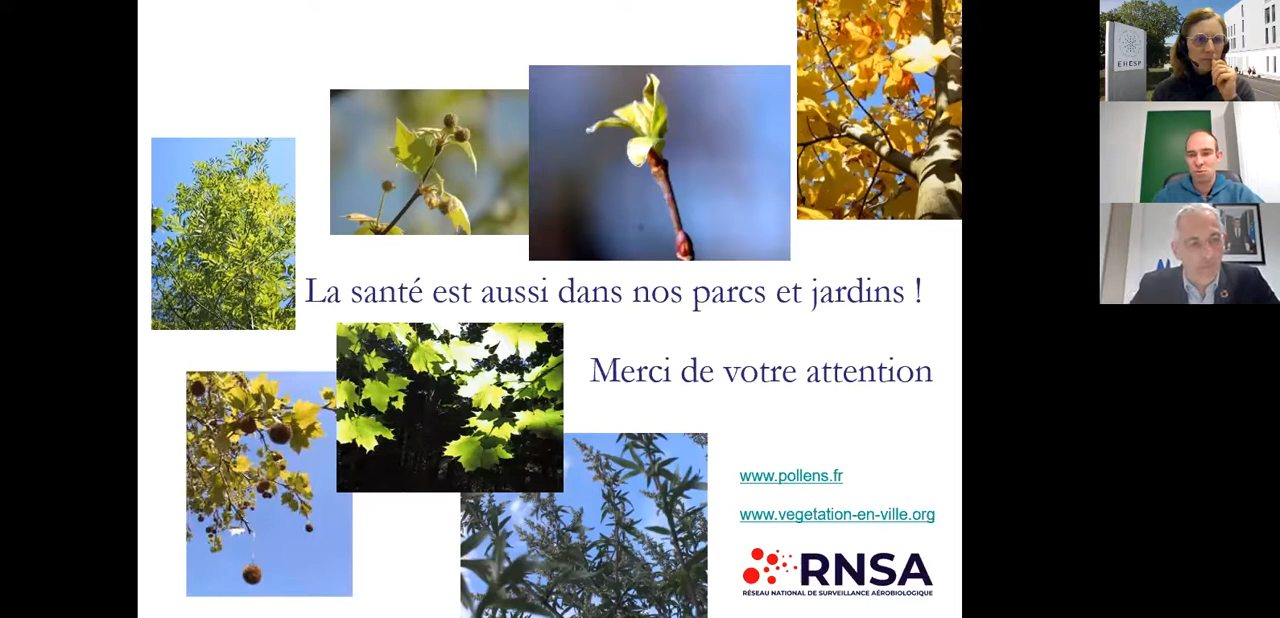 La santé est aussi dans nos parcs et jardins !
Merci de votre attention
www.pollens.fr
www.vegetation-en-ville.org
RNSA
RÉSEAU NATIONAL DE SURVEILLANCE AÉROBIOLOGIQUE
EHESP